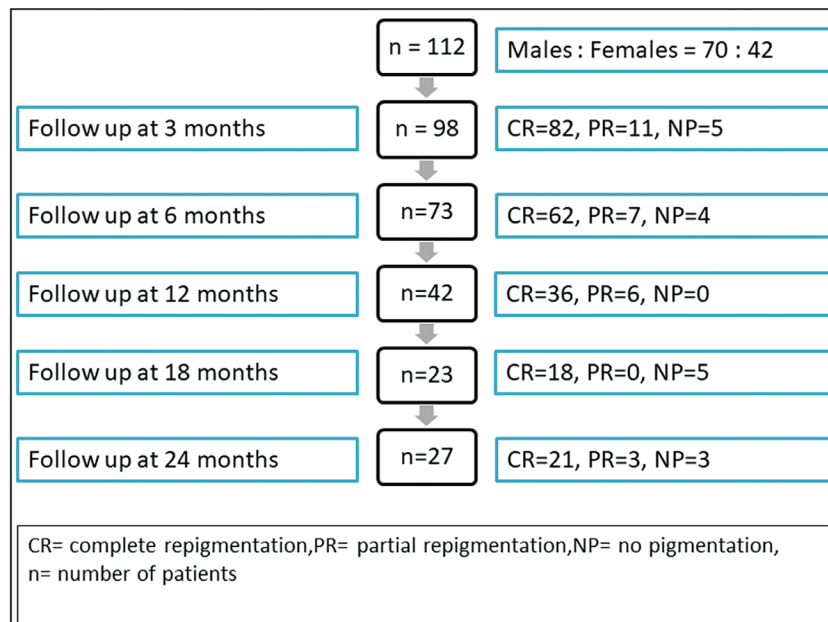 n = 112
Males : Females = 70 : 42
Follow up at 3 months
n = 98
CR=82, PR=11, NP=5
Follow up at 6 months
n=73
CR=62, PR=7, NP=4
Follow up at 12 months
n=42
CR=36, PR=6, NP=0
Follow up at 18 months
n=23
CR=18, PR=0, NP=5
Follow up at 24 months
n=27
CR=21, PR=3, NP=3
CR= complete repigmentation,PR= partial repigmentation,NP= no pigmentation,
n= number of patients